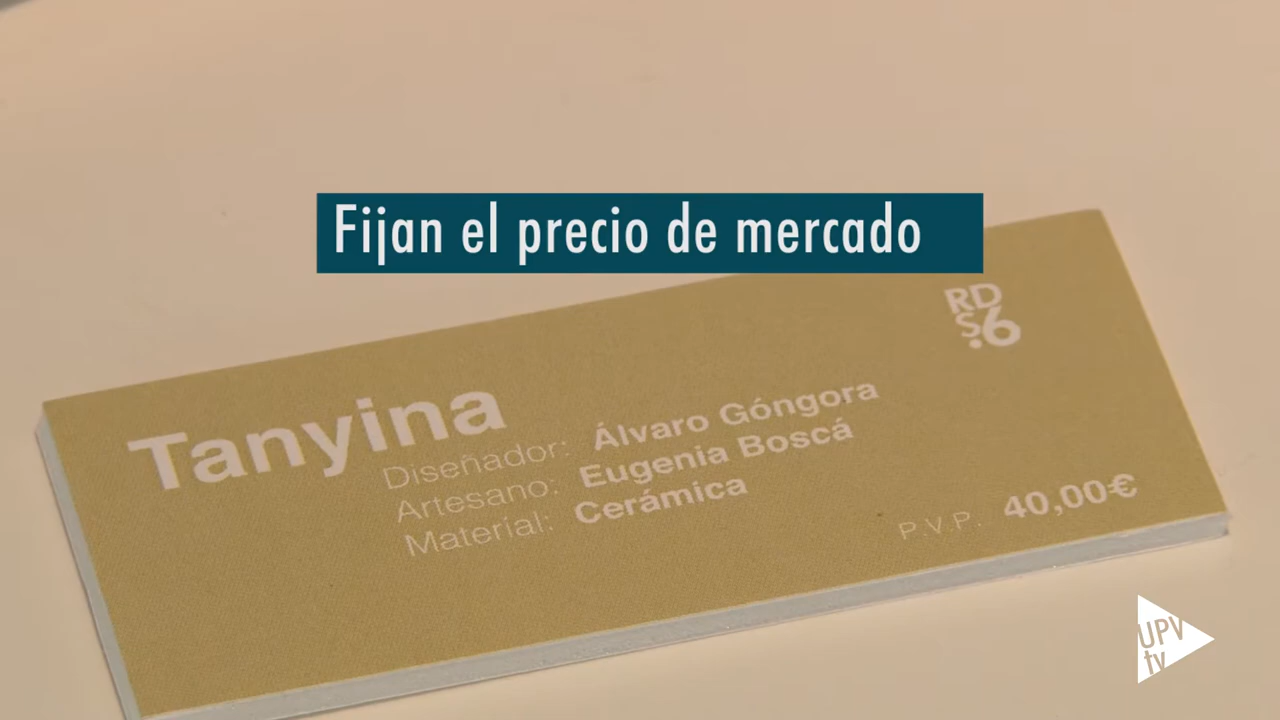 Fijan el precio de mercado
RD
S.6
Tanyina
Diseñador: Álvaro Góngora
Artesano: Eugenia Boscá
Material: Cerámica
P.V.P. 40,00€
UPV
tv